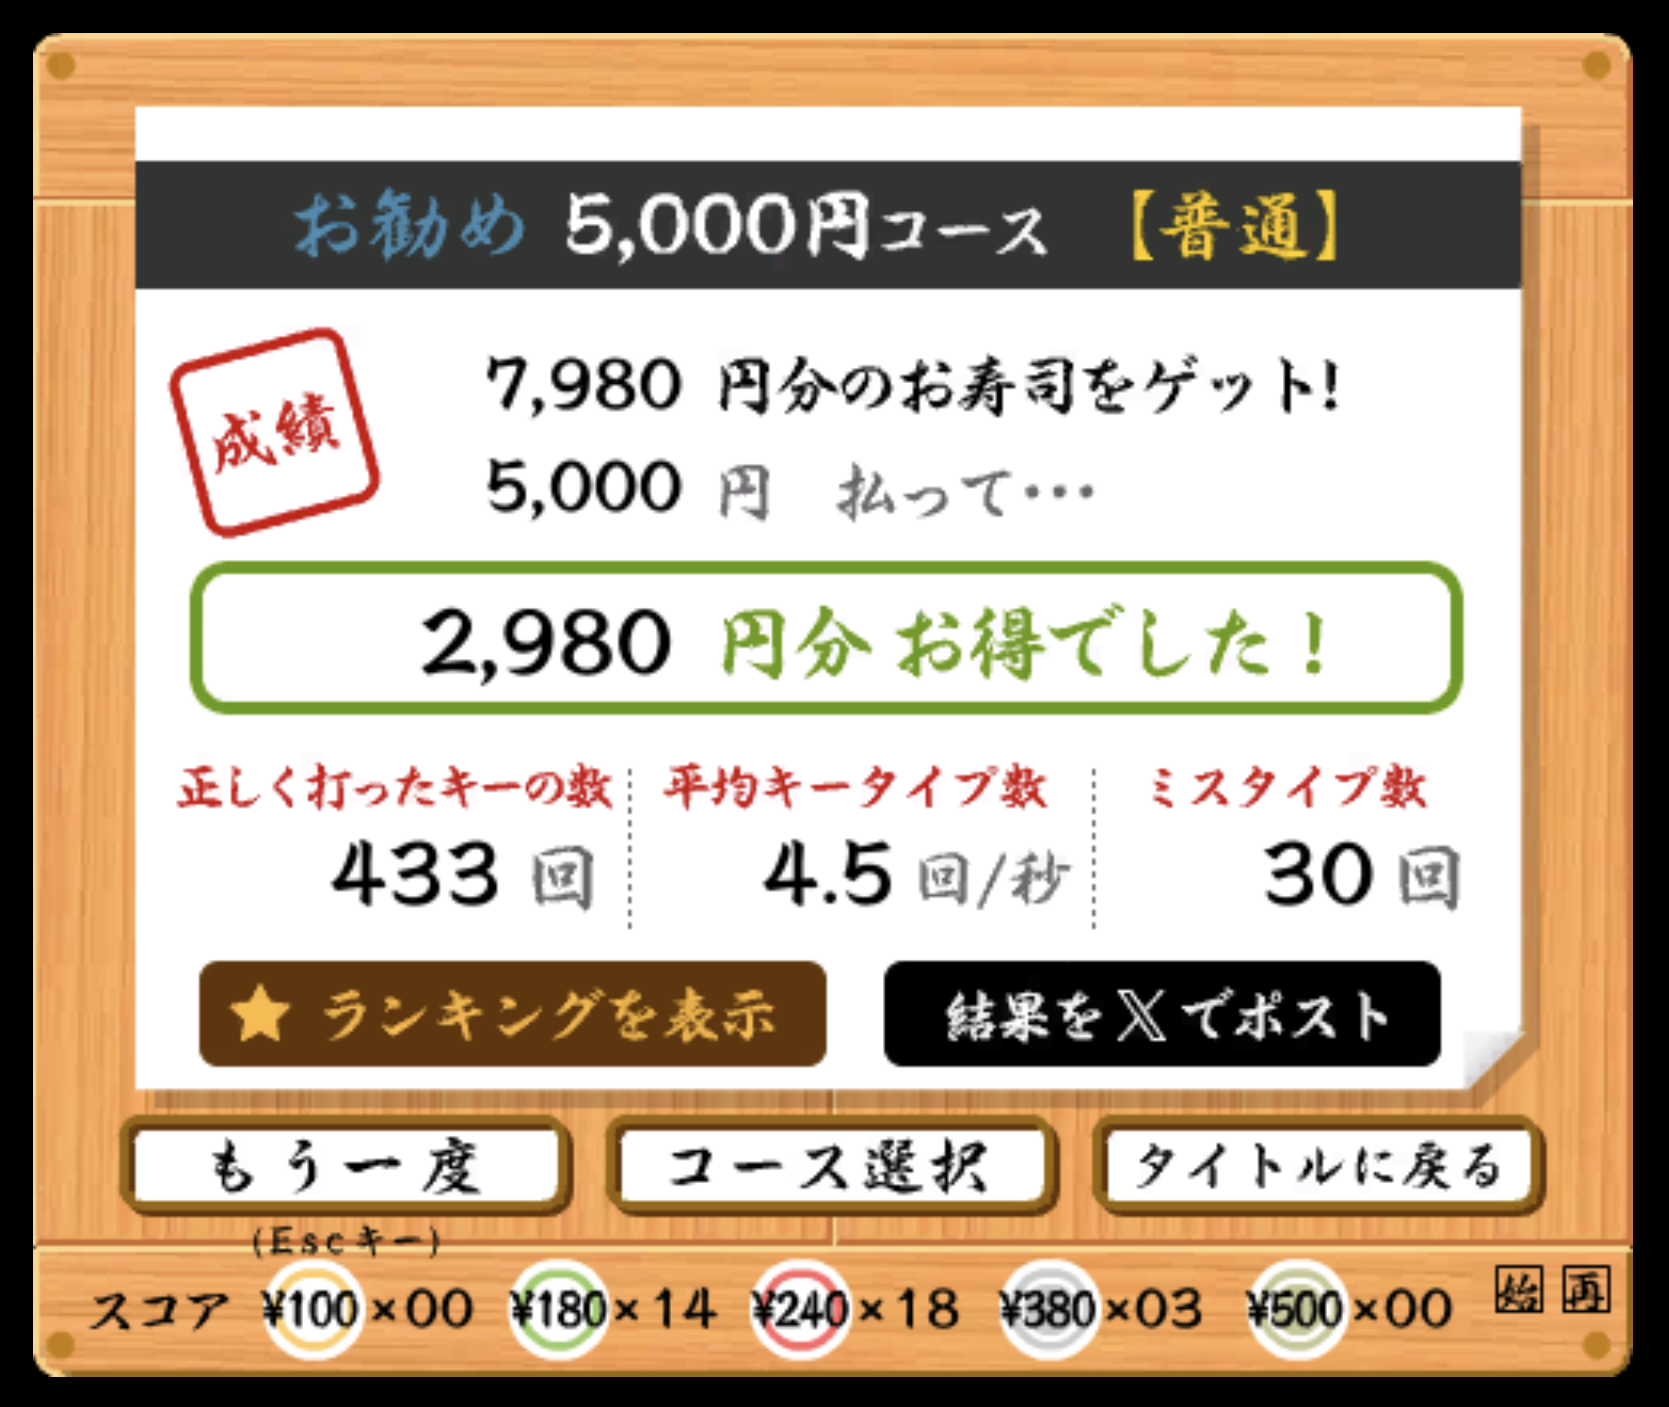 お勧め 5,000円コース 【普通】
成績
7,980 円分のお寿司をゲット!
5,000 円 払って…
2,980 円分 お得でした！
正しく打ったキーの数 平均キータイプ数 ミスタイプ数
433 回 4.5 回/秒 30 回
★ ランキングを表示 結果を𝕏でポスト
もう一度 コース選択 タイトルに戻る
(Escキー)
スコア ¥100×00 ¥180×14 ¥240×18 ¥380×03 ¥500×00 始 再